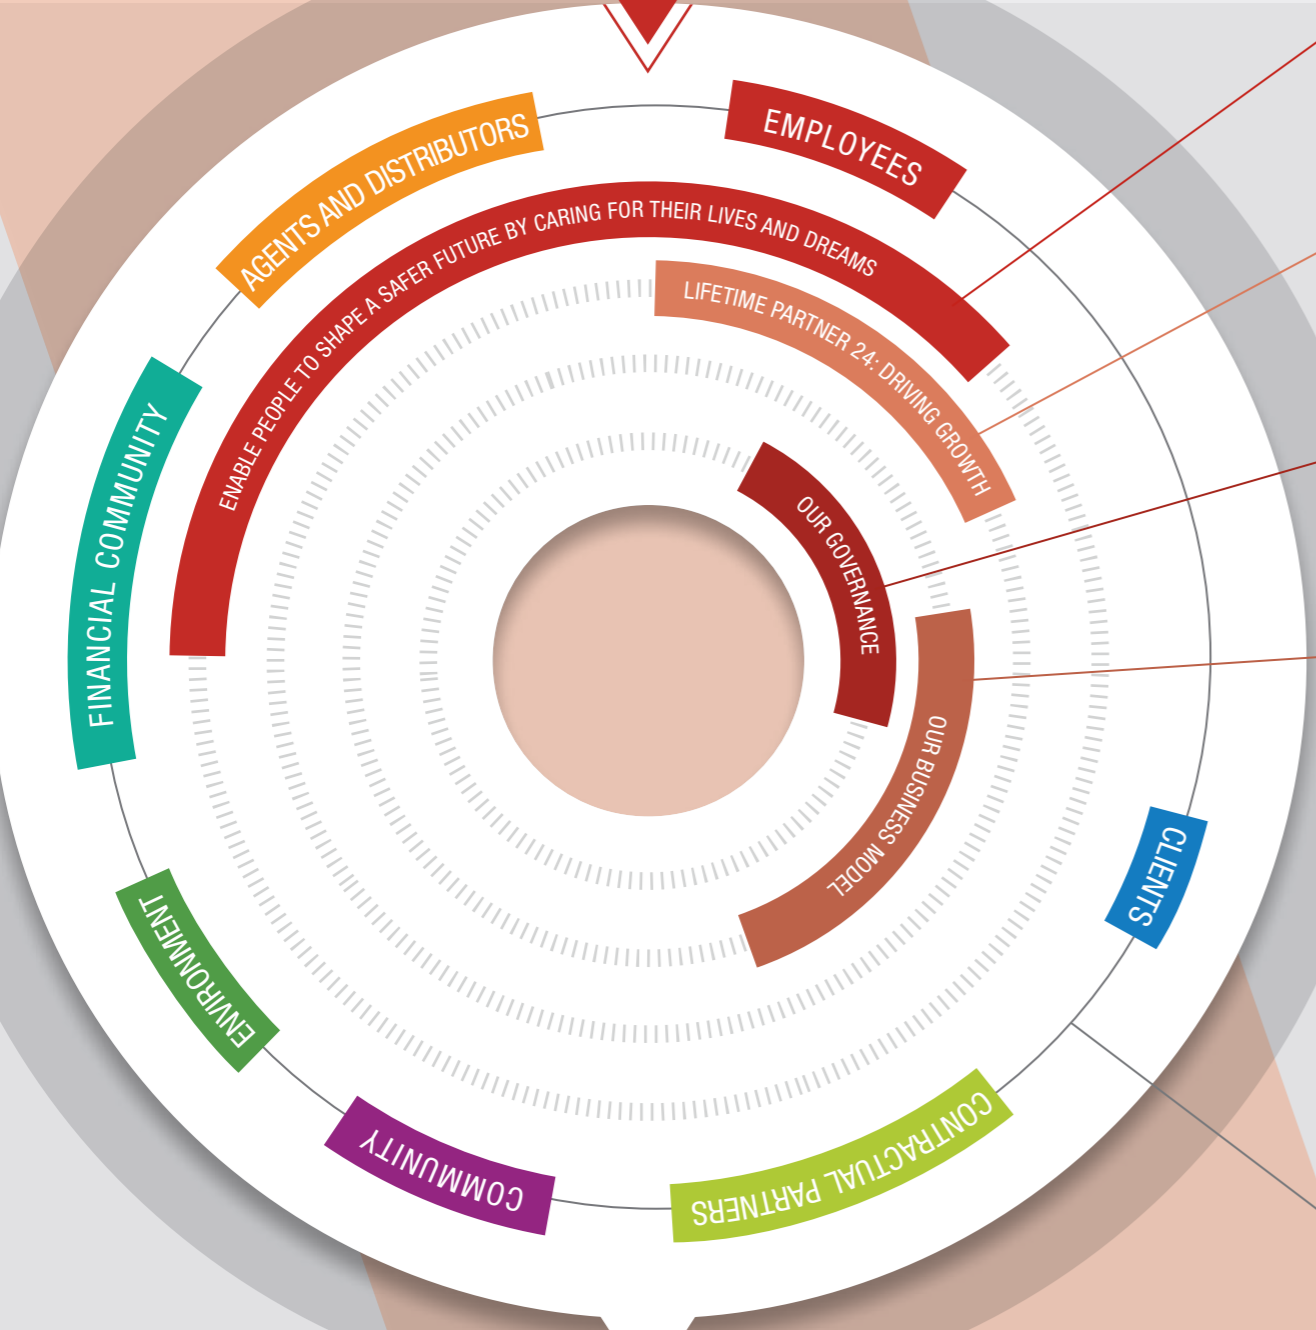 EMPLOYEES
AGENTS AND DISTRIBUTORS
ENABLE PEOPLE TO SHAPE A SAFER FUTURE BY CARING FOR THEIR LIVES AND DREAMS
LIFETIME PARTNER 24: DRIVING GROWTH
FINANCIAL COMMUNITY
OUR GOVERNANCE
OUR BUSINESS MODEL
CLIENTS
ENVIRONMENT
COMMUNITY
CONTRACTUAL PARTNERS